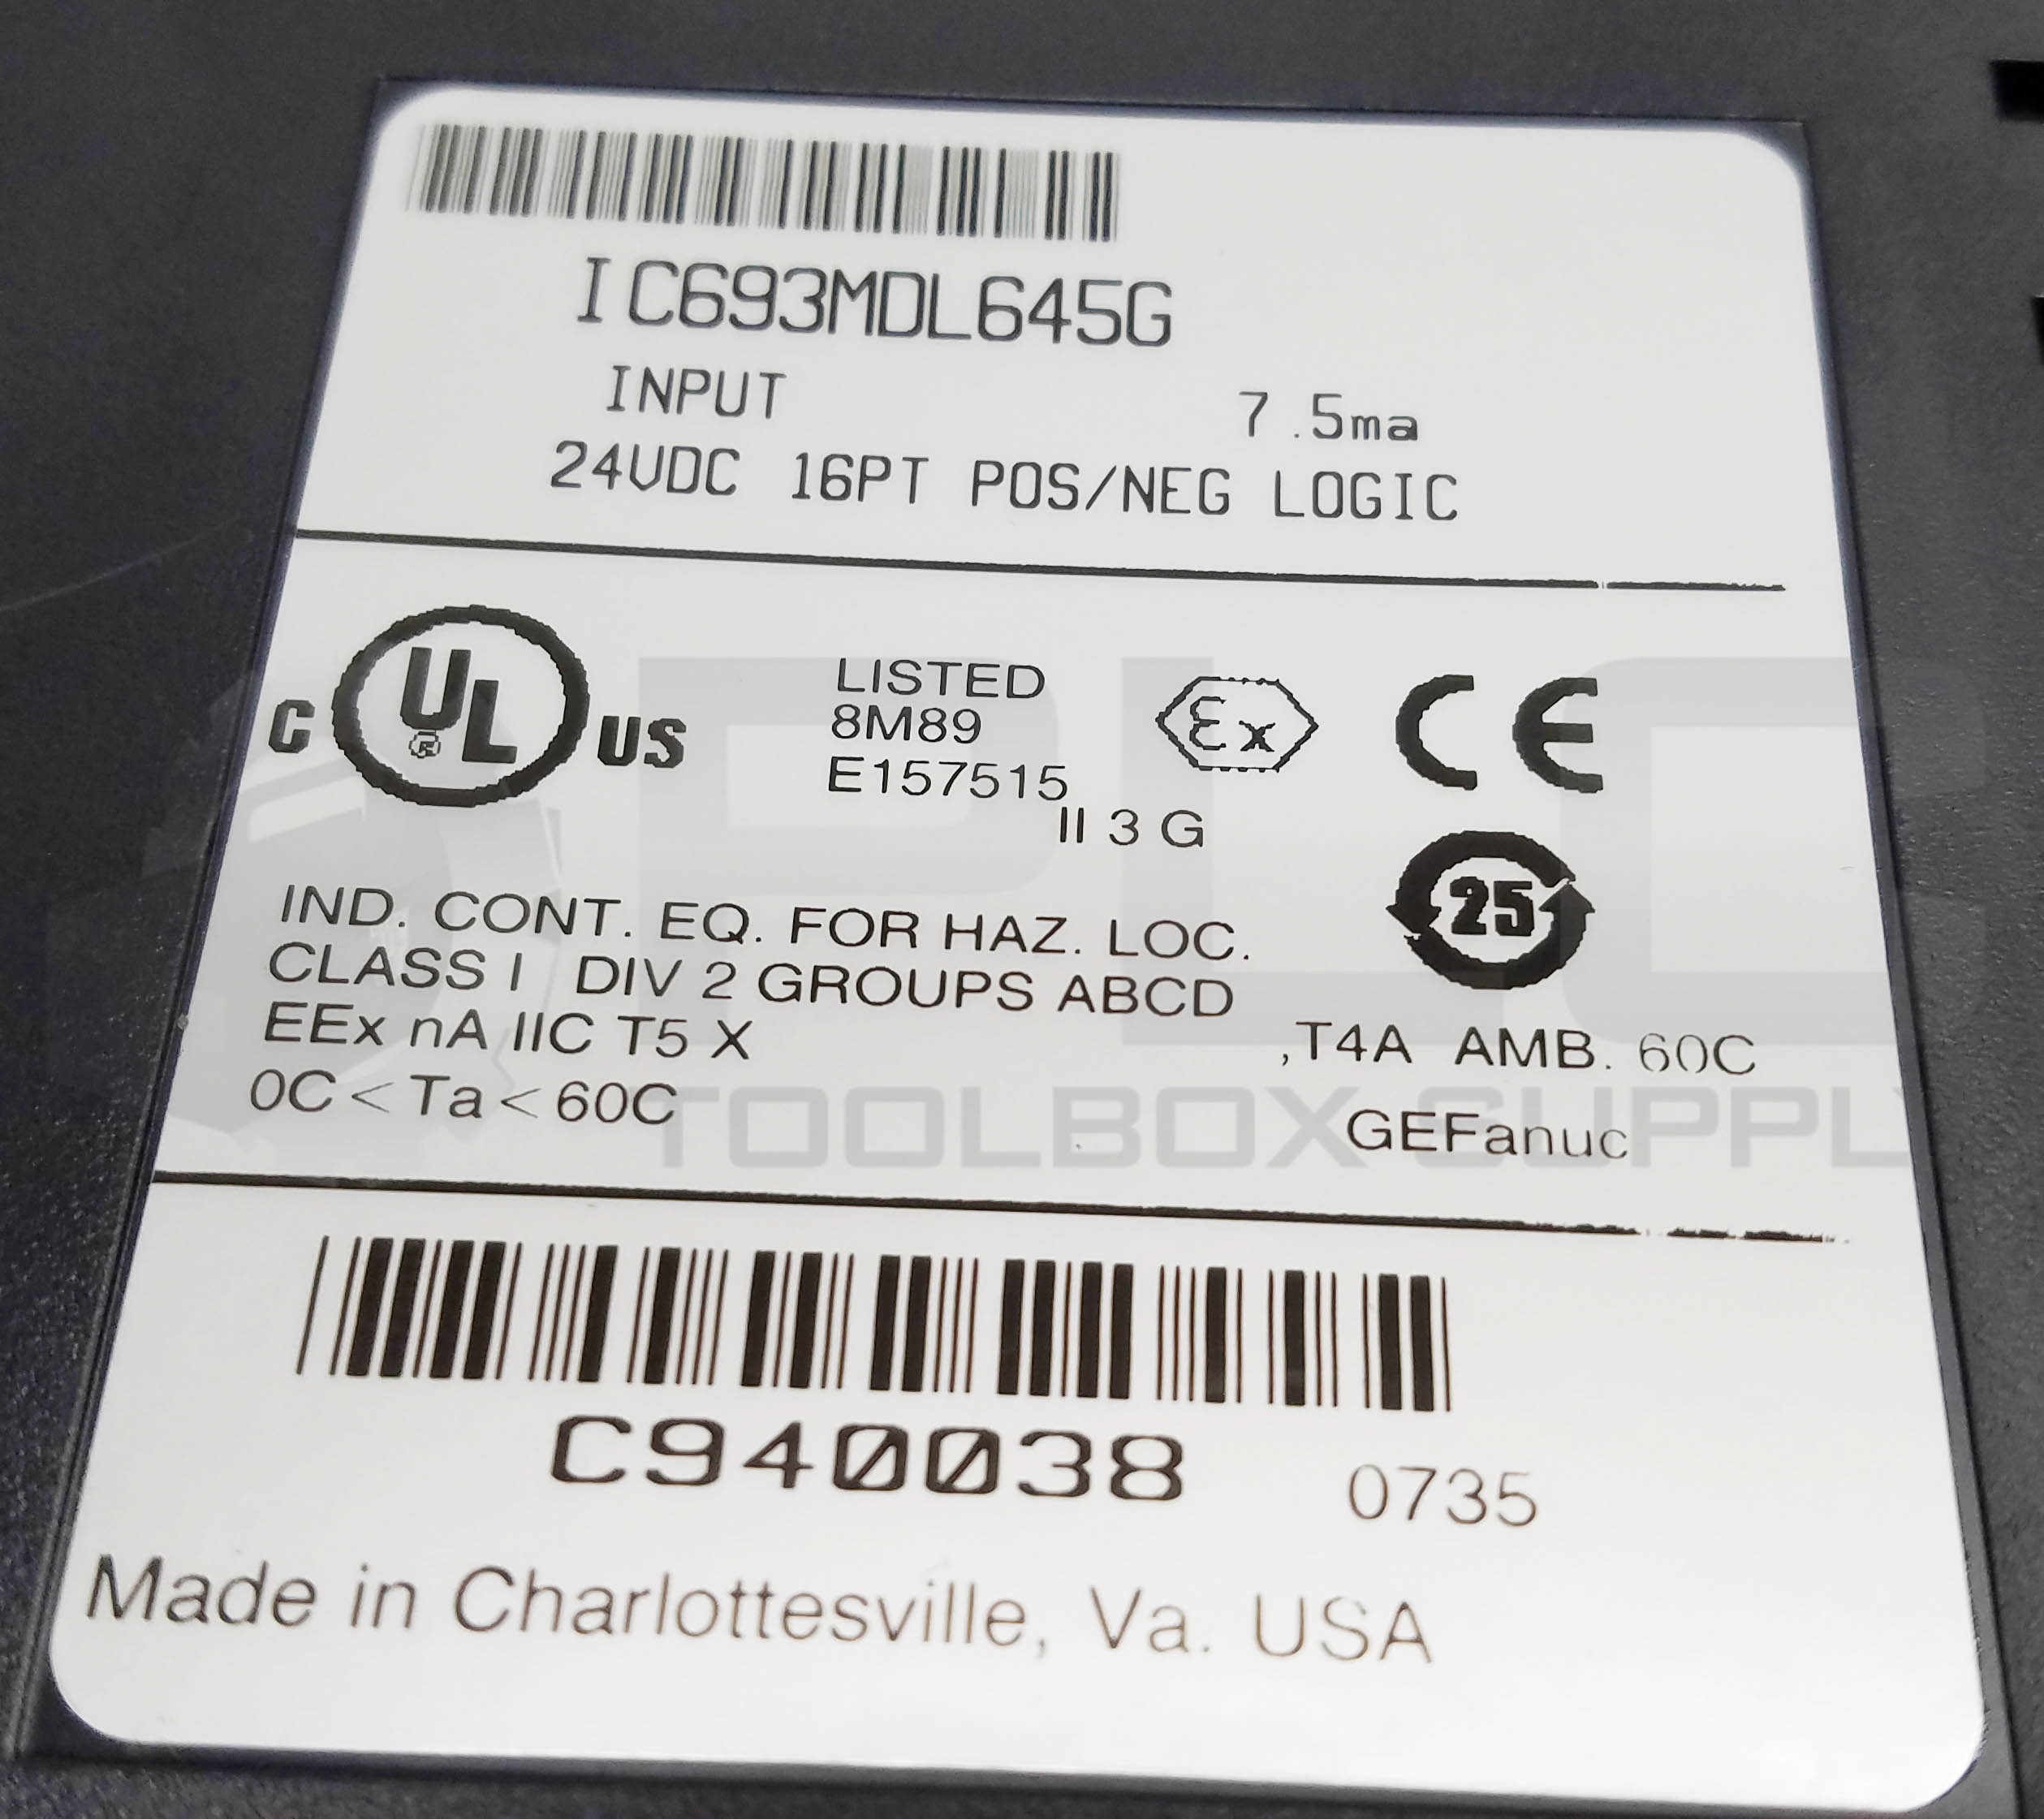 IC693MDL645G
INPUT 7.5ma
24VDC 16PT POS/NEG LOGIC
C UL US
LISTED
8M89
E157515
Ex CE
II 3 G
25
IND. CONT. EQ. FOR HAZ. LOC.
CLASS I DIV 2 GROUPS ABCD
EEx nA IIC T5 X ,T4A AMB. 60C
0C < Ta < 60C
GEFanuc
PLC
TOOLBOX SUPPLY
C940038 0735
Made in Charlottesville, Va. USA